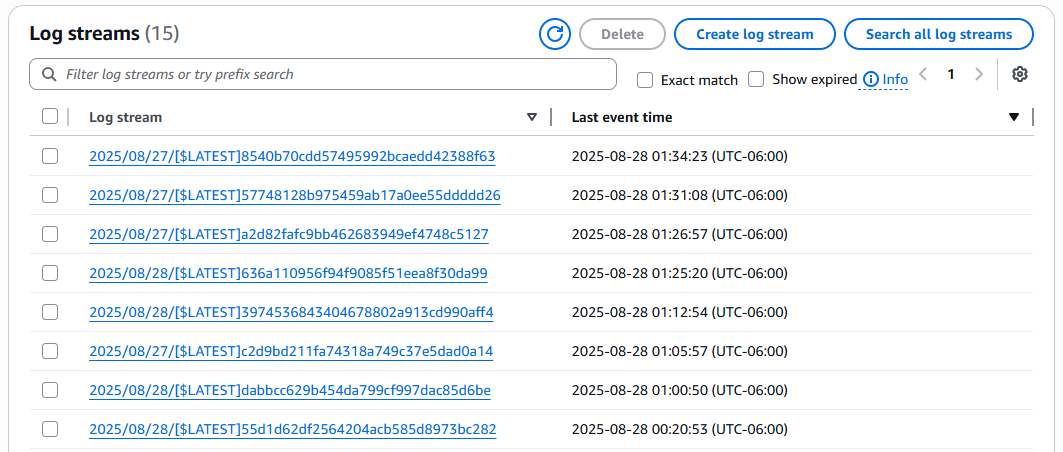 Log streams (15)
Delete
Create log stream
Search all log streams
Filter log streams or try prefix search
Exact match
Show expired
Info
1
Log stream
Last event time
2025/08/27/[$LATEST]8540b70cdd57495992bcaedd42388f63 2025-08-28 01:34:23 (UTC-06:00)
2025/08/27/[$LATEST]57748128b975459ab17a0ee55ddddd26 2025-08-28 01:31:08 (UTC-06:00)
2025/08/27/[$LATEST]a2d82fafc9bb462683949ef4748c5127 2025-08-28 01:26:57 (UTC-06:00)
2025/08/28/[$LATEST]636a110956f94f9085f51eea8f30da99 2025-08-28 01:25:20 (UTC-06:00)
2025/08/28/[$LATEST]3974536843404678802a913cd990aff4 2025-08-28 01:12:54 (UTC-06:00)
2025/08/27/[$LATEST]c2d9bd211fa74318a749c37e5dad0a14 2025-08-28 01:05:57 (UTC-06:00)
2025/08/28/[$LATEST]dabbcc629b454da799cf997dac85d6be 2025-08-28 01:00:50 (UTC-06:00)
2025/08/28/[$LATEST]55d1d62df2564204acb585d8973bc282 2025-08-28 00:20:53 (UTC-06:00)